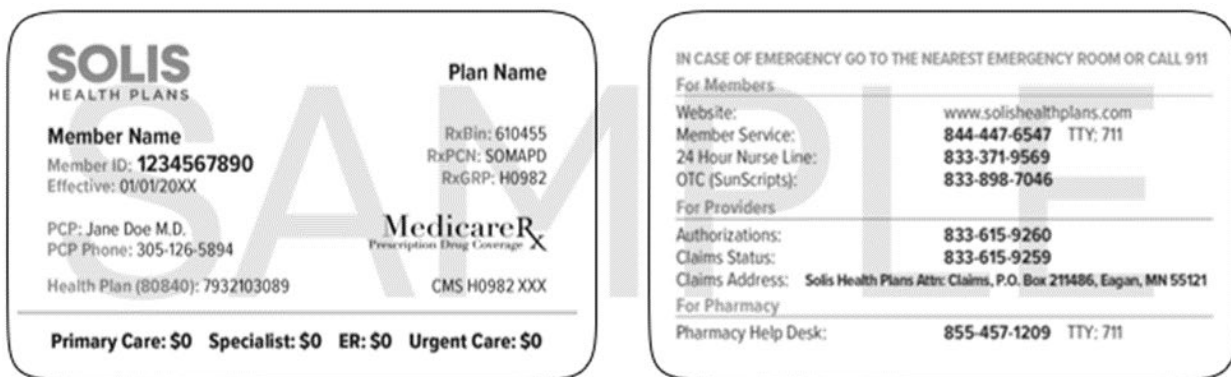 SOLIS
HEALTH PLANS
Plan Name
Member Name
Member ID: 1234567890
Effective: 01/01/20XX
RxBin: 610455
RxPCN: SOMAPD
RxGRP: H0982
PCP: Jane Doe M.D.
PCP Phone: 305-126-5894
MedicareRx
Prescription Drug Coverage
Health Plan (80840): 7932103089
CMS H0982 XXX
Primary Care: $0 Specialist: $0 ER: $0 Urgent Care: $0
IN CASE OF EMERGENCY GO TO THE NEAREST EMERGENCY ROOM OR CALL 911
For Members
Website: www.solishealthplans.com
Member Service: 844-447-6547 TTY: 711
24 Hour Nurse Line: 833-371-9569
OTC (SunScripts): 833-898-7046
For Providers
Authorizations: 833-615-9260
Claims Status: 833-615-9259
Claims Address: Solis Health Plans Attn: Claims, P.O. Box 211486, Eagan, MN 55121
For Pharmacy
Pharmacy Help Desk: 855-457-1209 TTY: 711
SAMPLE